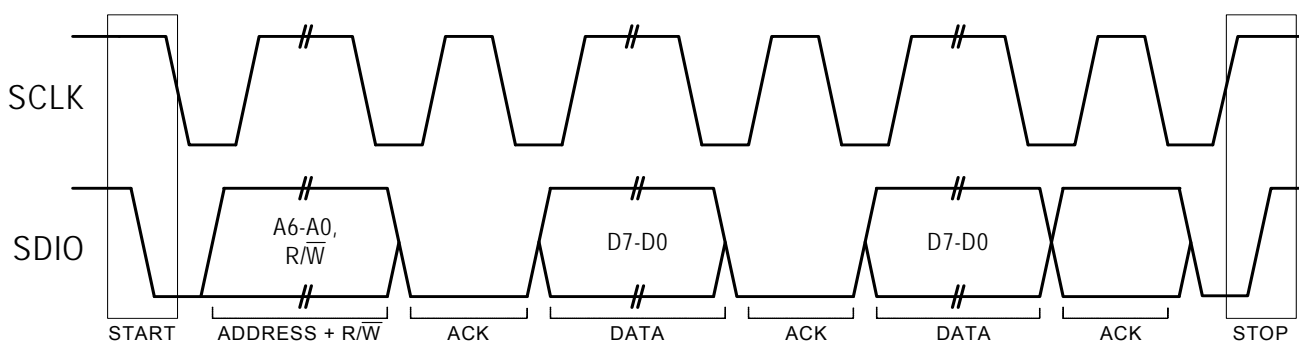 SCLK
SDIO
A6-A0,
R/W̅
D7-D0
D7-D0
START
ADDRESS + R/W̅
ACK
DATA
ACK
DATA
ACK
STOP